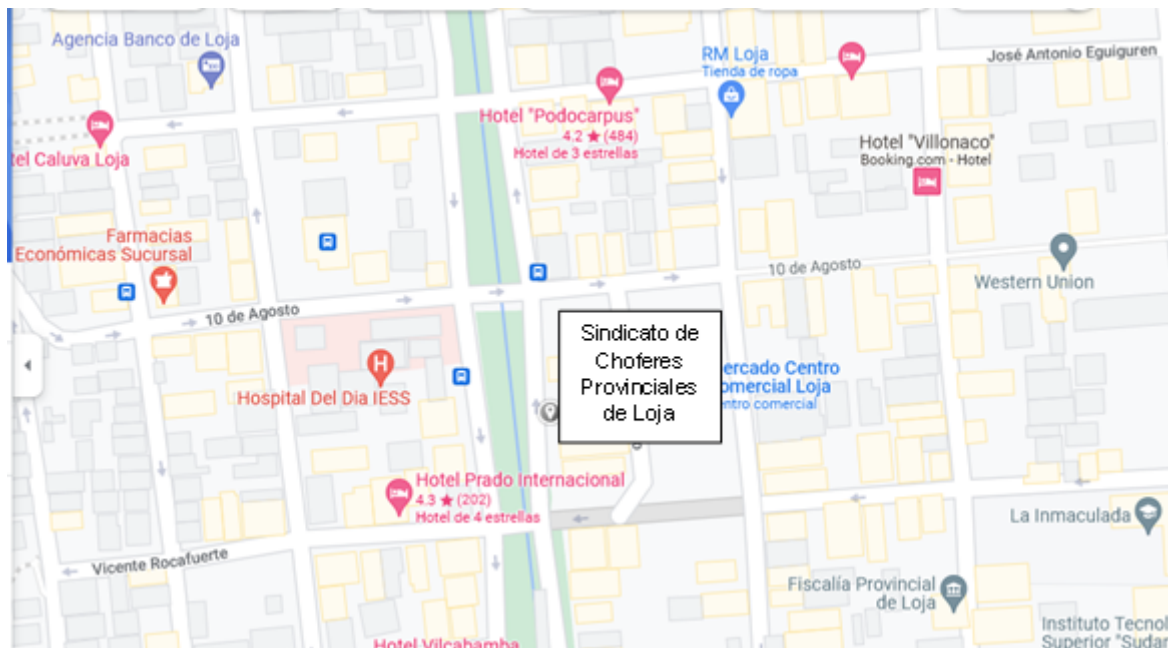 Agencia Banco de Loja
RM Loja
Tienda de ropa
José Antonio Eguiguren
Hotel "Podocarpus"
4.2 ★ (484)
Hotel de 3 estrellas
Hotel "Villonaco"
Booking.com - Hotel
tel Caluva Loja
Farmacias
Económicas Sucursal
10 de Agosto
Western Union
10 de Agosto
Sindicato de
Choferes
Provinciales
de Loja
ercado Centro
omercial Loja
entro comercial
H
Hospital Del Dia IESS
Hotel Prado Internacional
4.3 ★ (202)
Hotel de 4 estrellas
La Inmaculada
Vicente Rocafuerte
Fiscalía Provincial
de Loja
Instituto Tecnol
Superior "Sudar
Hotel Vilcabamba